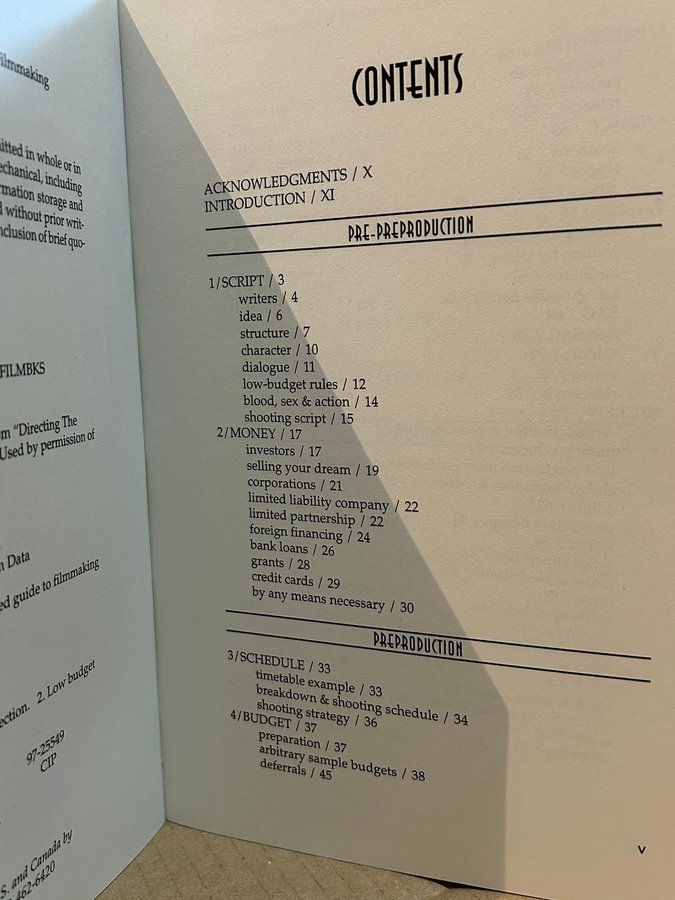 Filmmaking
itted in whole or in
echanical, including
rmation storage and
without prior writ-
nclusion of brief quo-
FILMBKS
m "Directing The
Used by permission of
Data
ed guide to filmmaking
ection. 2. Low budget
97-25549
CIP
S. and Canada by
462-6420
CONTENTS
ACKNOWLEDGMENTS / X
INTRODUCTION / XI
PRE-PREPRODUCTION
1/SCRIPT / 3
writers / 4
idea / 6
structure / 7
character / 10
dialogue / 11
low-budget rules / 12
blood, sex & action / 14
shooting script / 15
2/MONEY / 17
investors / 17
selling your dream / 19
corporations / 21
limited liability company / 22
limited partnership / 22
foreign financing / 24
bank loans / 26
grants / 28
credit cards / 29
by any means necessary / 30
PREPRODUCTION
3/SCHEDULE / 33
timetable example / 33
breakdown & shooting schedule / 34
shooting strategy / 36
4/BUDGET / 37
preparation / 37
arbitrary sample budgets / 38
deferrals / 45
v